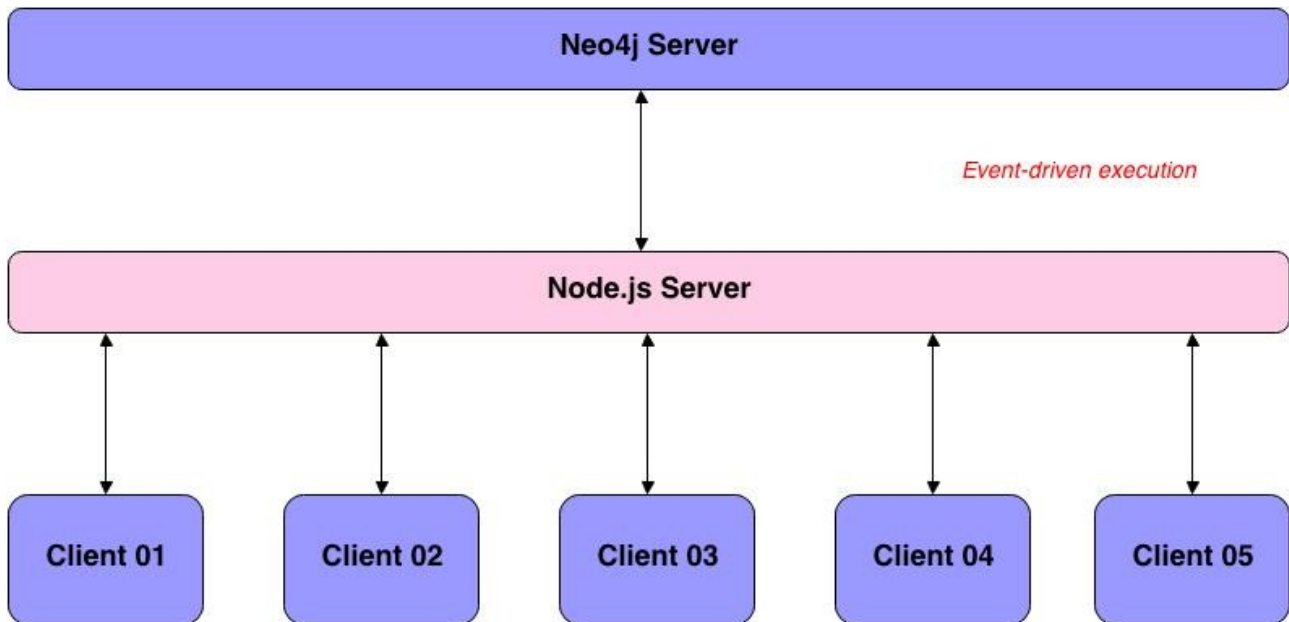 Neo4j Server
Event-driven execution
Node.js Server
Client 01
Client 02
Client 03
Client 04
Client 05